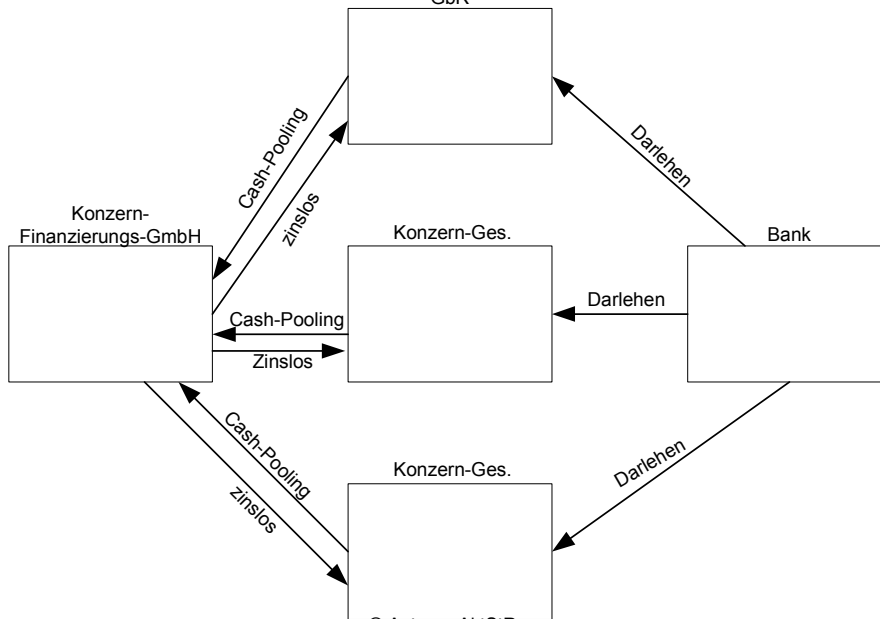 GbR
Cash-Pooling
zinslos
Darlehen
Konzern-
Finanzierungs-GmbH
Konzern-Ges.
Bank
Cash-Pooling
Zinslos
Darlehen
Cash-Pooling
zinslos
Konzern-Ges.
Darlehen